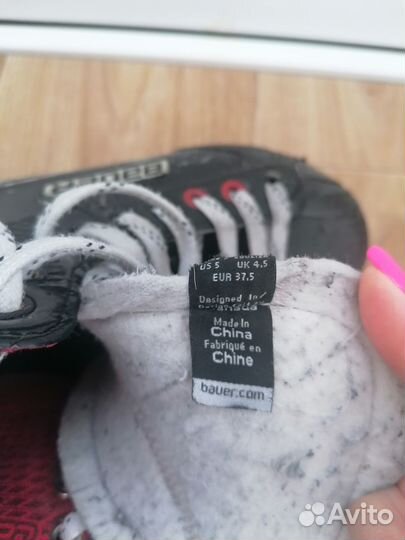 US 5 UK 4.5
EUR 37.5
Designed in
Made in
China
Fabriqué en
Chine
bauer.com
Avito